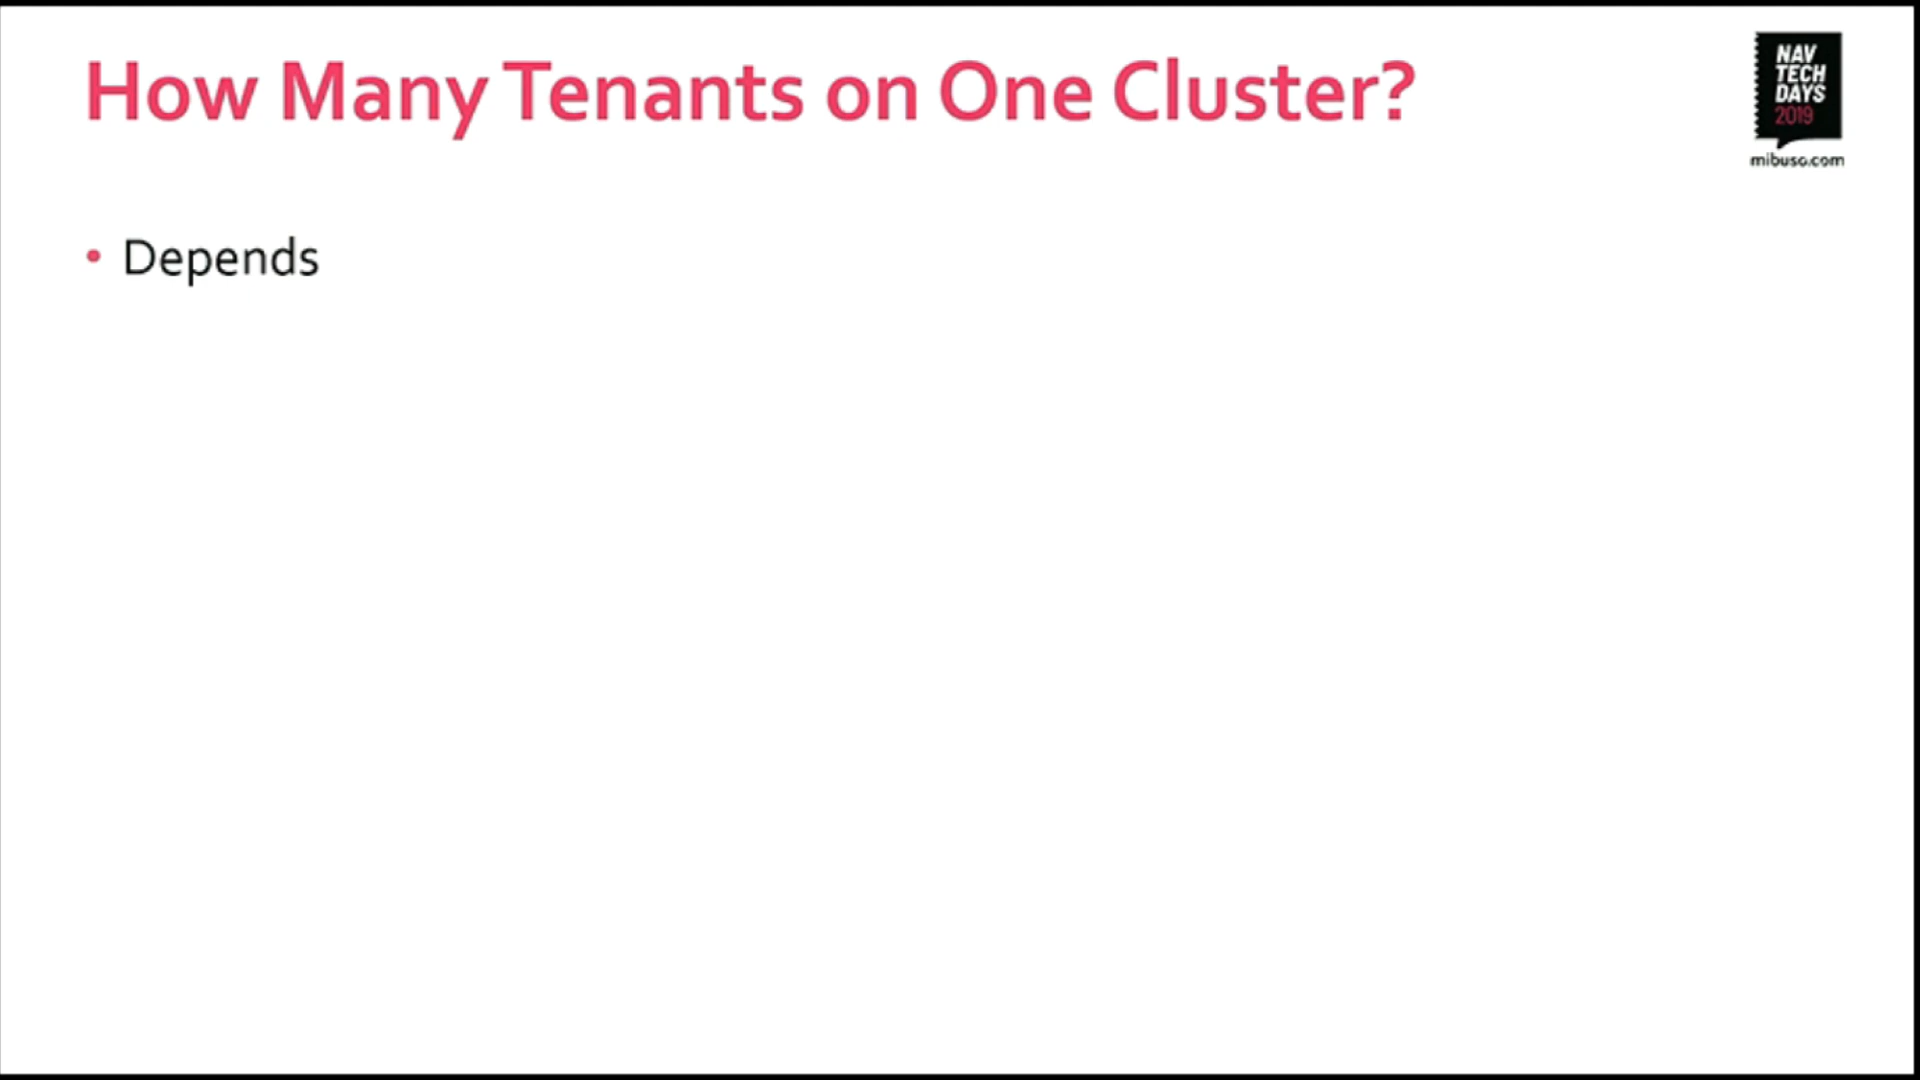 How Many Tenants on One Cluster?
NAV
TECH
DAYS
2019
mibuso.com
• Depends